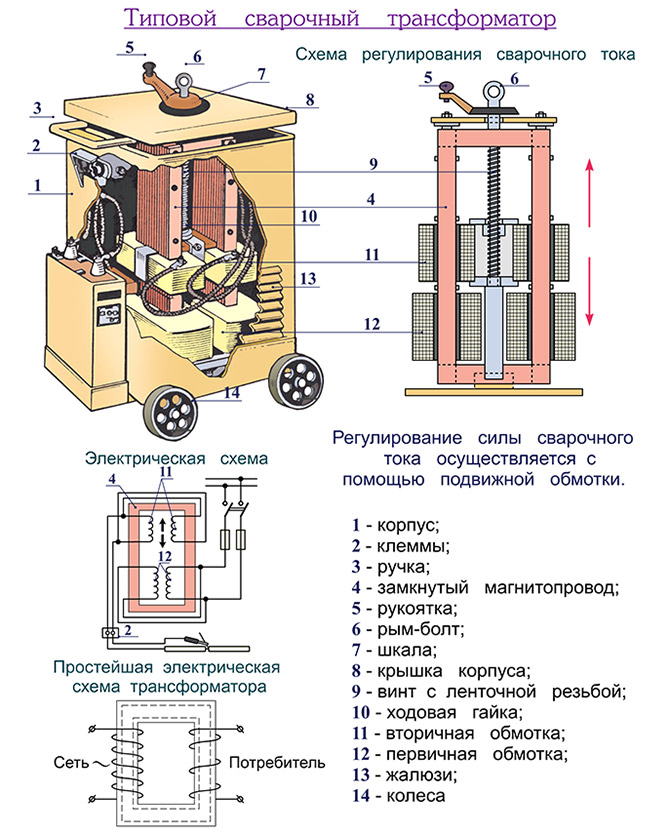 Типовой сварочный трансформатор
Схема регулирования сварочного тока
5
6
7
8
3
2
1
9
4
10
11
13
12
14
5
6
Регулирование силы сварочного
тока осуществляется с
помощью подвижной обмотки.
Электрическая схема
4
11
12
2
Простейшая электрическая
схема трансформатора
Сеть
Потребитель
1 - корпус;
2 - клеммы;
3 - ручка;
4 - замкнутый магнитопровод;
5 - рукоятка;
6 - рым-болт;
7 - шкала;
8 - крышка корпуса;
9 - винт с ленточной резьбой;
10 - ходовая гайка;
11 - вторичная обмотка;
12 - первичная обмотка;
13 - жалюзи;
14 - колеса